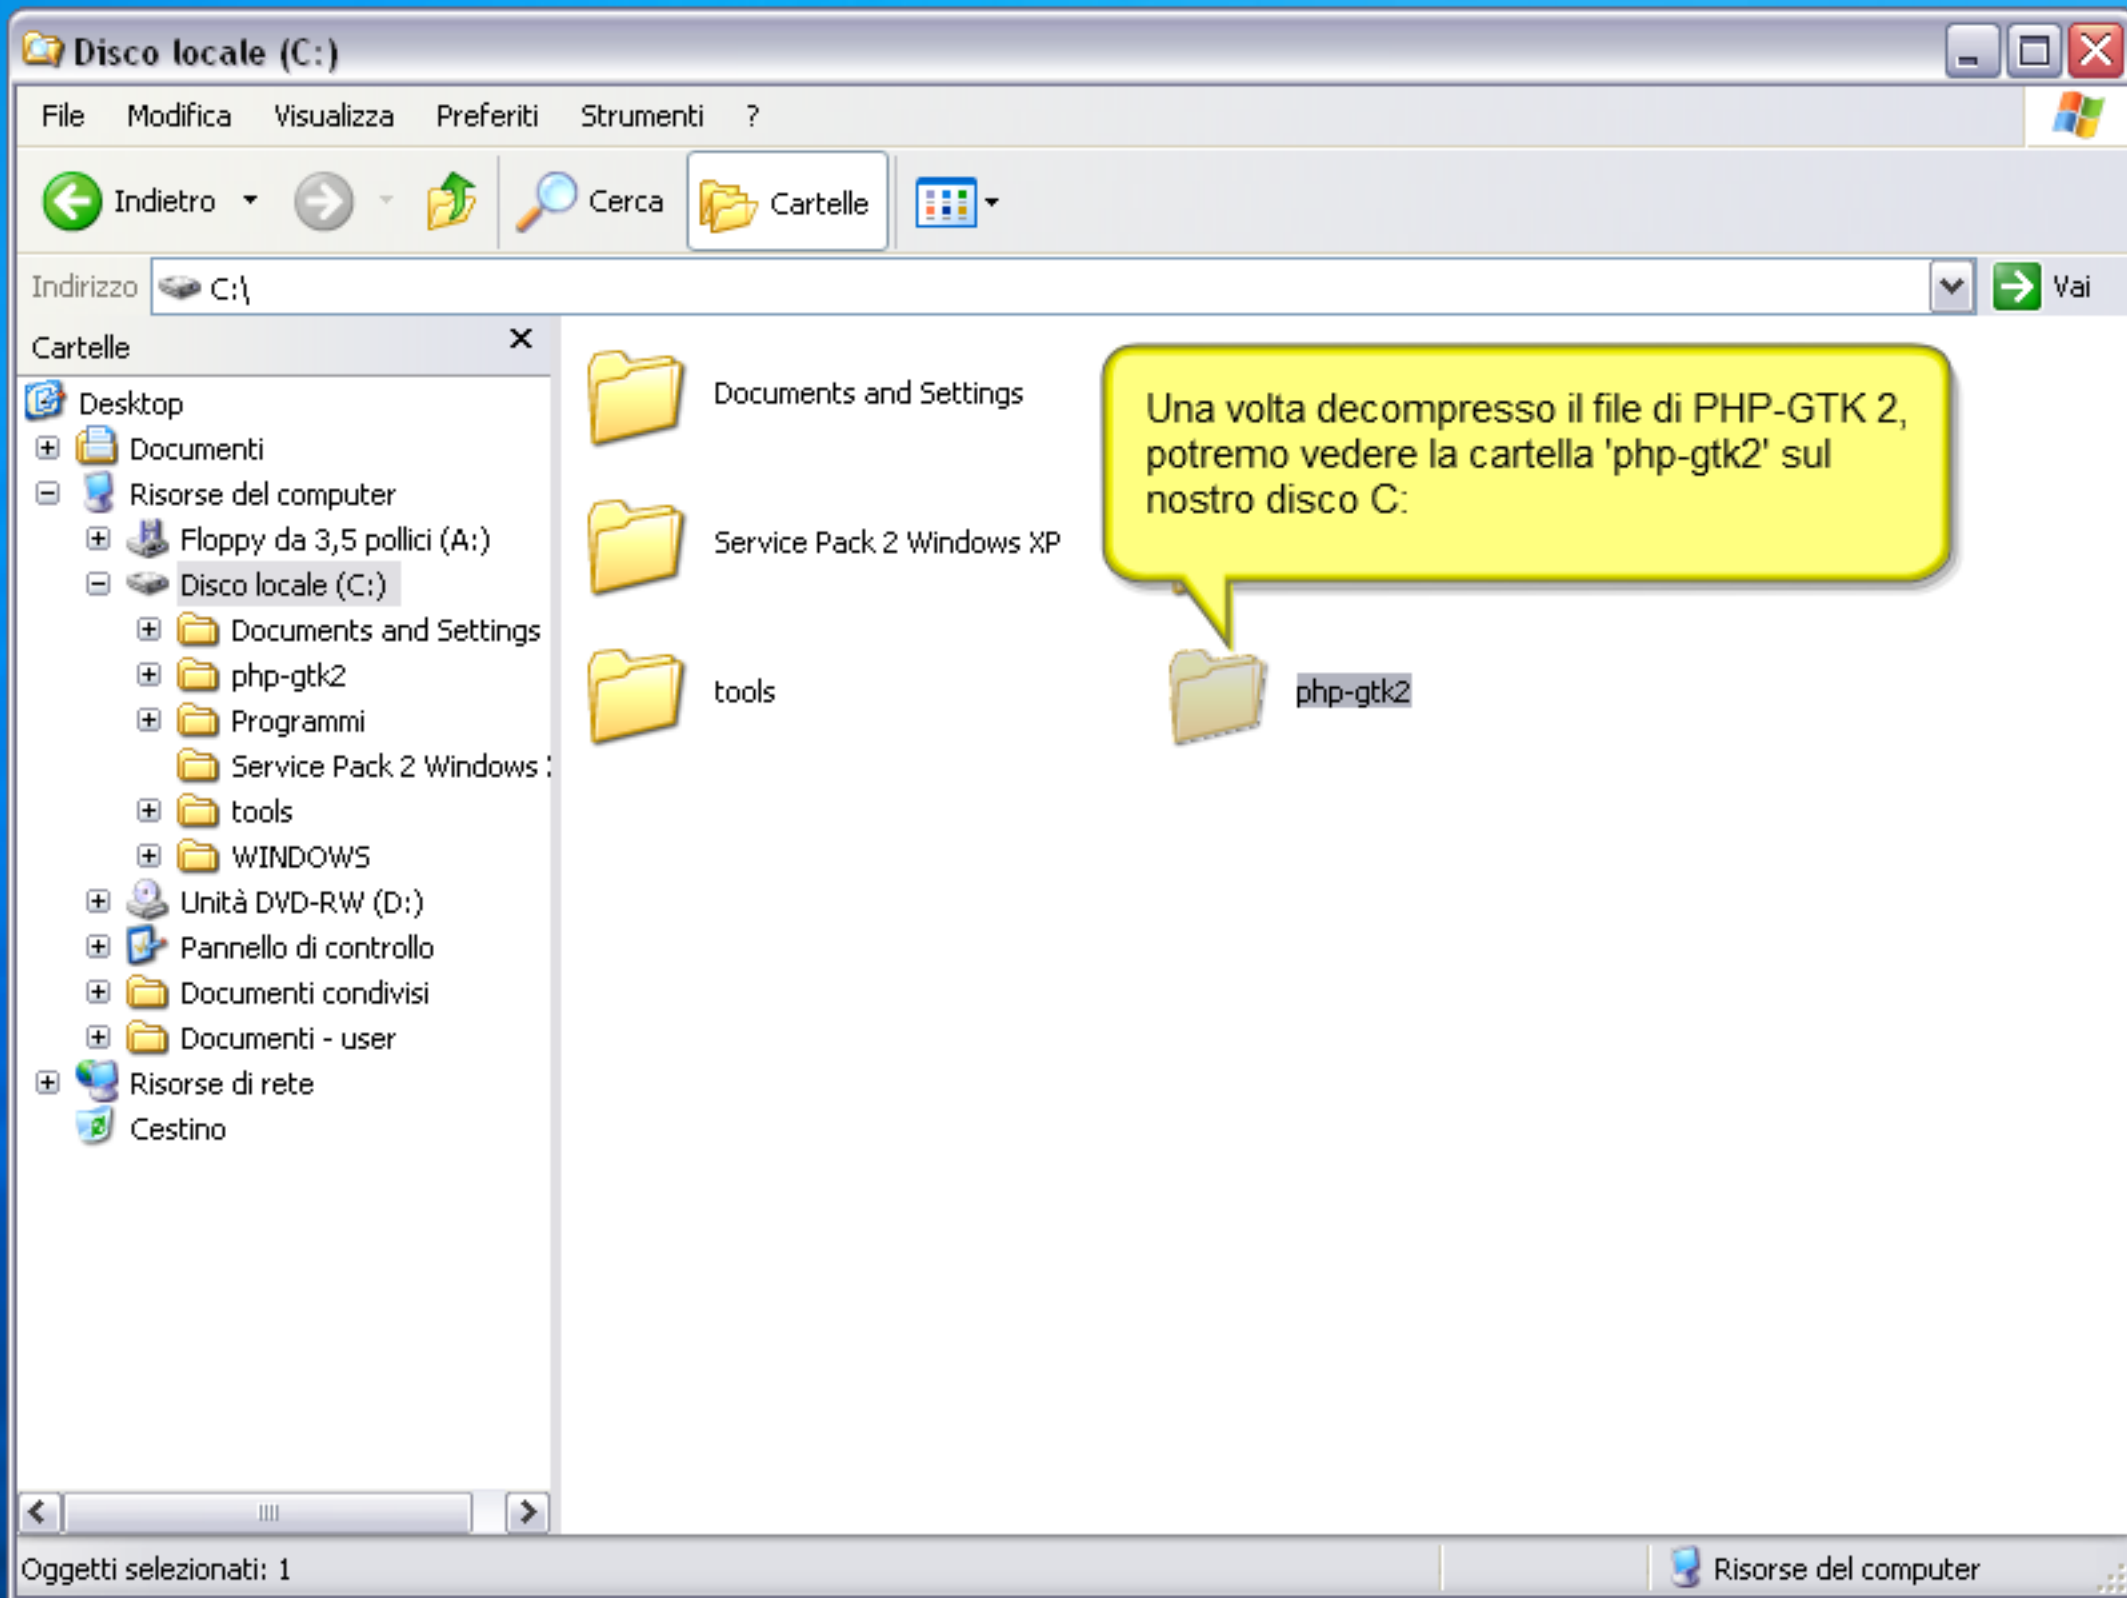 Disco locale (C:)
File Modifica Visualizza Preferiti Strumenti ?
Indietro Cerca Cartelle
Indirizzo C:\ Vai
Cartelle
Desktop
Documenti
Risorse del computer
Floppy da 3,5 pollici (A:)
Disco locale (C:)
Documents and Settings
php-gtk2
Programmi
Service Pack 2 Windows
tools
WINDOWS
Unità DVD-RW (D:)
Pannello di controllo
Documenti condivisi
Documenti - user
Risorse di rete
Cestino
Documents and Settings
Service Pack 2 Windows XP
tools
php-gtk2
Una volta decompresso il file di PHP-GTK 2,
potremo vedere la cartella 'php-gtk2' sul
nostro disco C:
Oggetti selezionati: 1
Risorse del computer